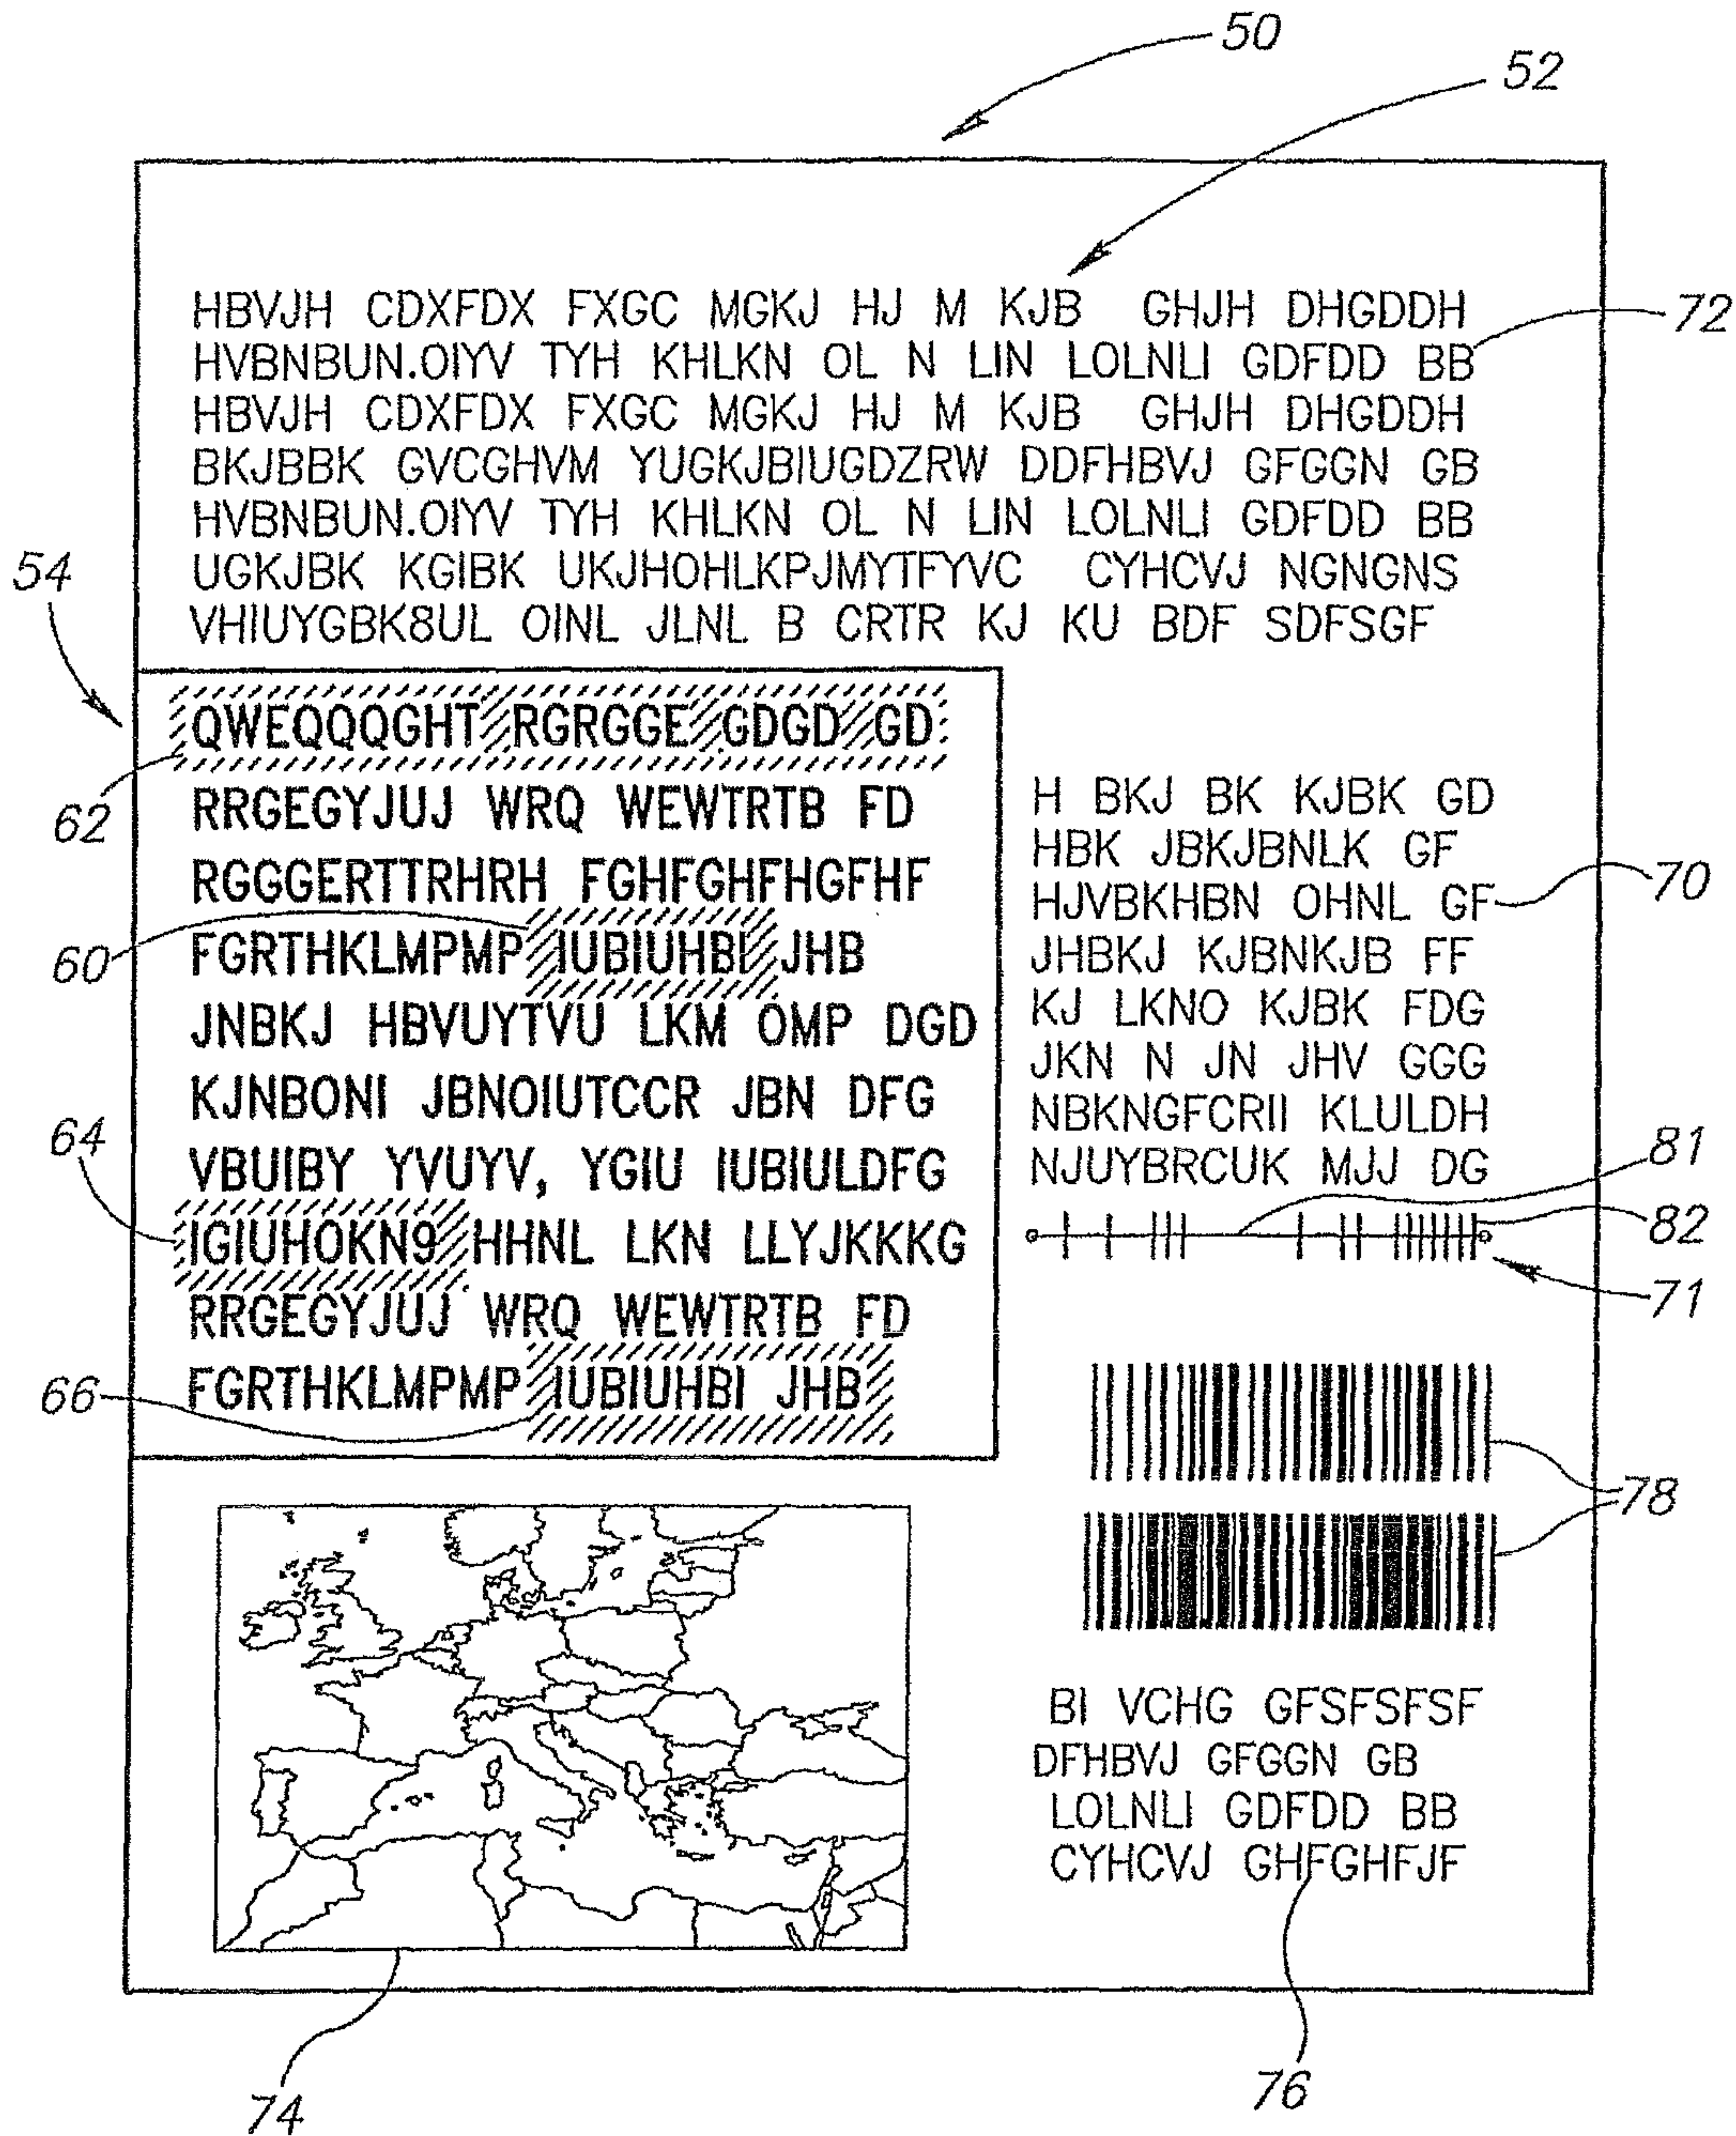 50
52
HBVJH CDXFDX FXGC MGKJ HJ M KJB GHJH DHGDDH
72
HVBNBUN.OIYV TYH KHLKN OL N LIN LOLNLI GDFDD BB
HBVJH CDXFDX FXGC MGKJ HJ M KJB GHJH DHGDDH
BKJBBK GVCGHVM YUGKJBIUGDZRW DDFHBVJ GFGGN GB
HVBNBUN.OIYV TYH KHLKN OL N LIN LOLNLI GDFDD BB
UGKJBK KGIBK UKJHOHLKPJMYTFYVC CYHCVJ NGNGNS
VHIUYGBK8UL OINL JLNL B CRTR KJ KU BDF SDFSGF
54
QWEQQQGHT RGRGGE GDGD GD
62
RRGEGYJUJ WRQ WEWTRTB FD
RGGGERTTRHRH FGHFGHFHGFHF
60
FGRTHKLMPMP IUBIUHBI JHB
JNBKJ HBVUYTVU LKM OMP DGD
KJNBONI JBNOIUTCCR JBN DFG
64
VBUIBY YVUYV, YGIU IUBIULDFG
IGIUHOKN9 HHNL LKN LLYJKKKG
RRGEGYJUJ WRQ WEWTRTB FD
66
FGRTHKLMPMP IUBIUHBI JHB
H BKJ BK KJBK GD
HBK JBKJBNLK GF
HJVBKHBN OHNL GF
70
JHBKJ KJBNKJB FF
KJ LKNO KJBK FDG
JKN N JN JHV GGG
NBKNGFCRII KLULDH
NJUYBRCUK MJJ DG
81
82
71
78
BI VCHG GFSFSFSF
DFHBVJ GFGGN GB
LOLNLI GDFDD BB
CYHCVJ GHFGHFJF
74
76